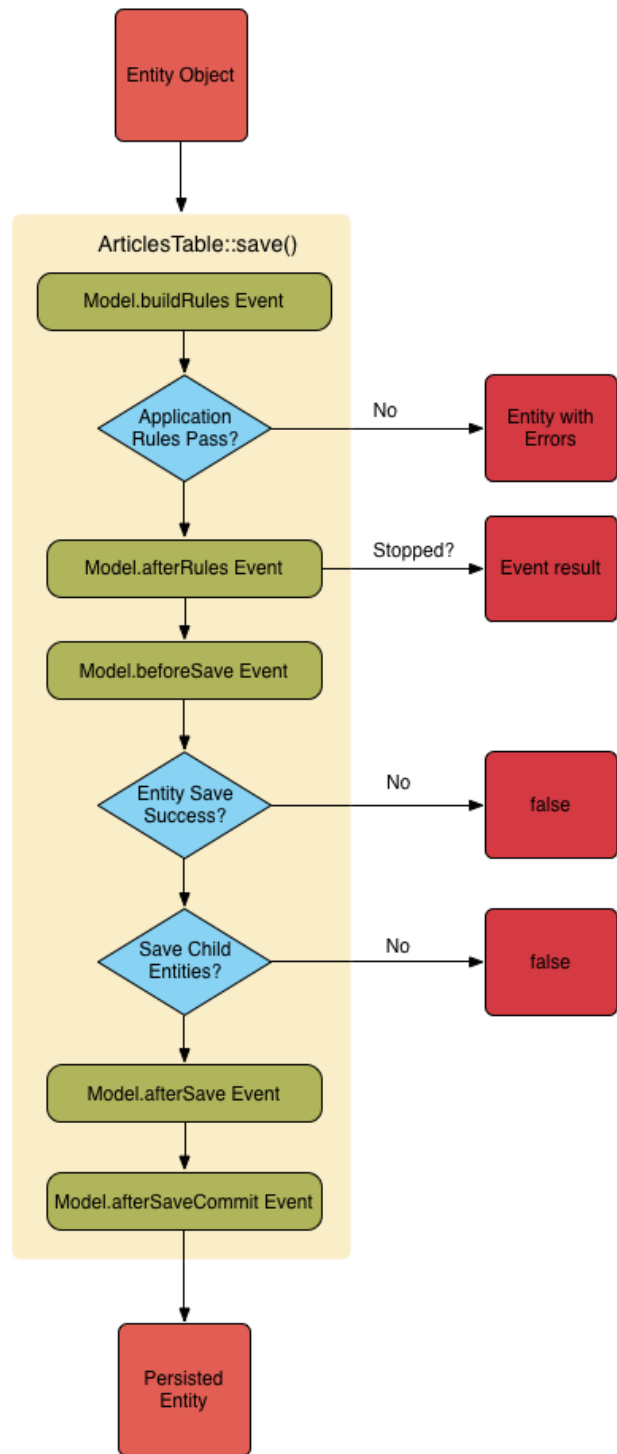 Entity Object
ArticlesTable::save()
Model.buildRules Event
Application
Rules Pass?
No
Entity with
Errors
Model.afterRules Event
Stopped?
Event result
Model.beforeSave Event
Entity Save
Success?
No
false
Save Child
Entities?
No
false
Model.afterSave Event
Model.afterSaveCommit Event
Persisted
Entity